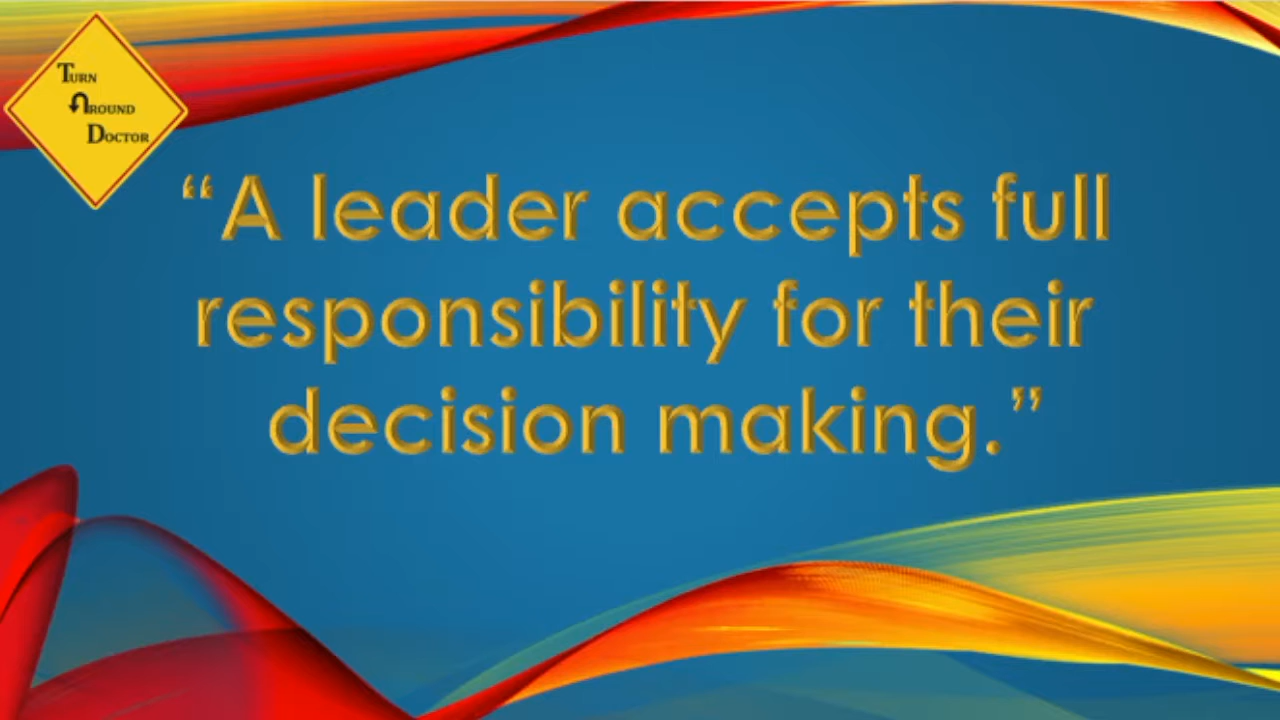 Turn
Around
Doctor
“A leader accepts full
responsibility for their
decision making.”